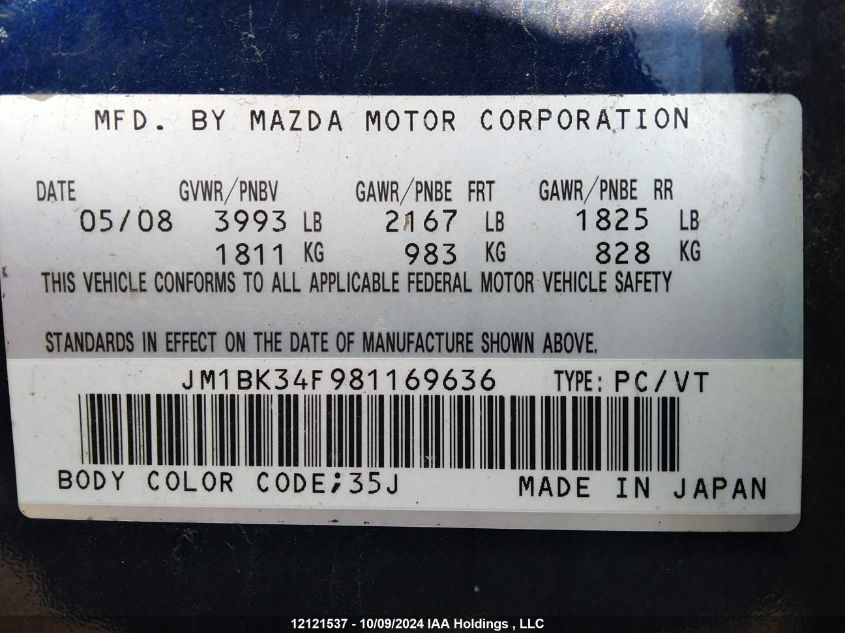 MFD. BY MAZDA MOTOR CORPORATION
DATE GVWR/PNBV GAWR/PNBE FRT GAWR/PNBE RR
05/08 3993 LB 2167 LB 1825 LB
1811 KG 983 KG 828 KG
THIS VEHICLE CONFORMS TO ALL APPLICABLE FEDERAL MOTOR VEHICLE SAFETY
STANDARDS IN EFFECT ON THE DATE OF MANUFACTURE SHOWN ABOVE.
JM1BK34F981169636 TYPE: PC/VT
BODY COLOR CODE;35J MADE IN JAPAN
12121537 - 10/09/2024 IAA Holdings , LLC